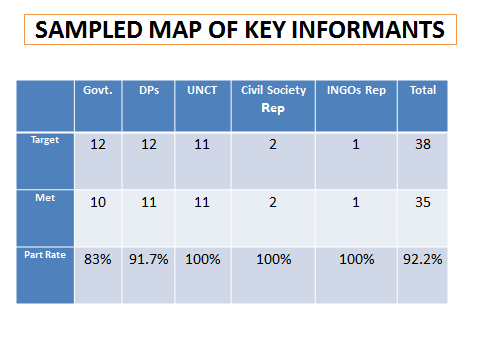 SAMPLED MAP OF KEY INFORMANTS
Govt. DPs UNCT Civil Society Rep INGOs Rep Total
Target 12 12 11 2 1 38
Met 10 11 11 2 1 35
Part Rate 83% 91.7% 100% 100% 100% 92.2%